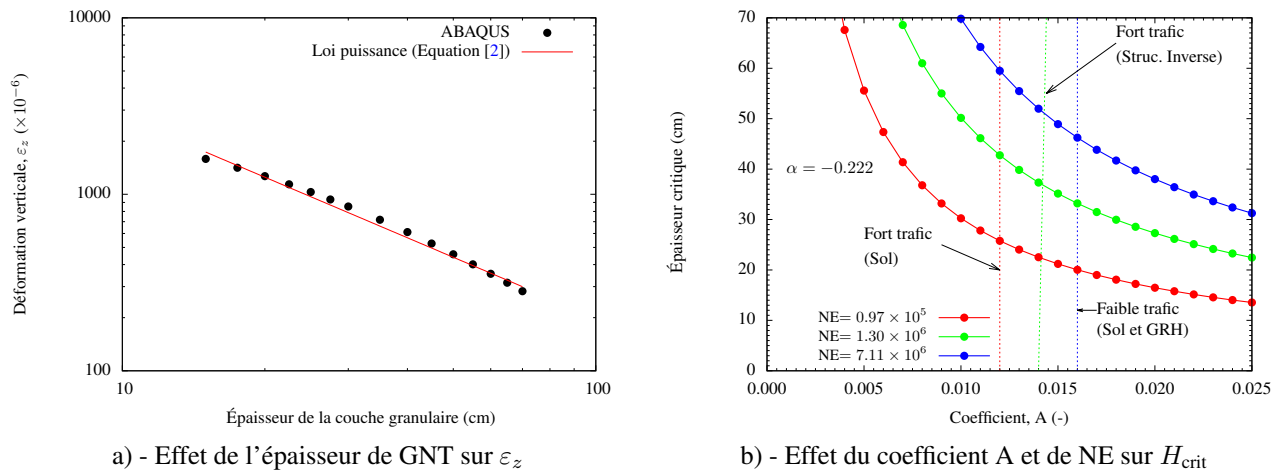 10000
1000
100
10
100
Déformation verticale, ε_z (×10⁻⁶)
Épaisseur de la couche granulaire (cm)
ABAQUS
Loi puissance (Equation [2])
a) - Effet de l'épaisseur de GNT sur ε_z
70
60
50
40
30
20
10
0
0.000
0.005
0.010
0.015
0.020
0.025
Épaisseur critique (cm)
Coefficient, A (-)
Fort trafic
(Struc. Inverse)
α = −0.222
Fort trafic
(Sol)
Faible trafic
(Sol et GRH)
NE= 0.97 × 10⁵
NE= 1.30 × 10⁶
NE= 7.11 × 10⁶
b) - Effet du coefficient A et de NE sur H_crit